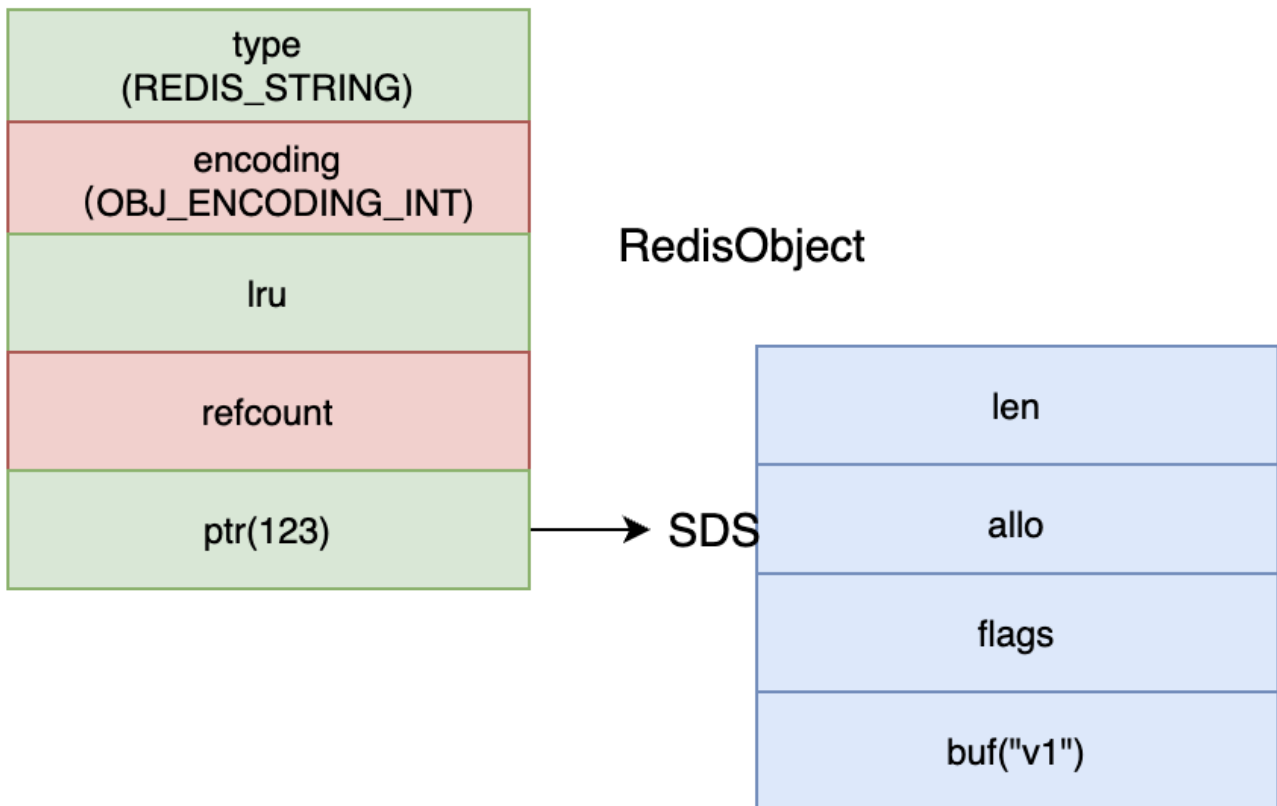 type
(REDIS_STRING)
encoding
(OBJ_ENCODING_INT)
lru
refcount
ptr(123)
RedisObject
SDS
len
allo
flags
buf("v1")